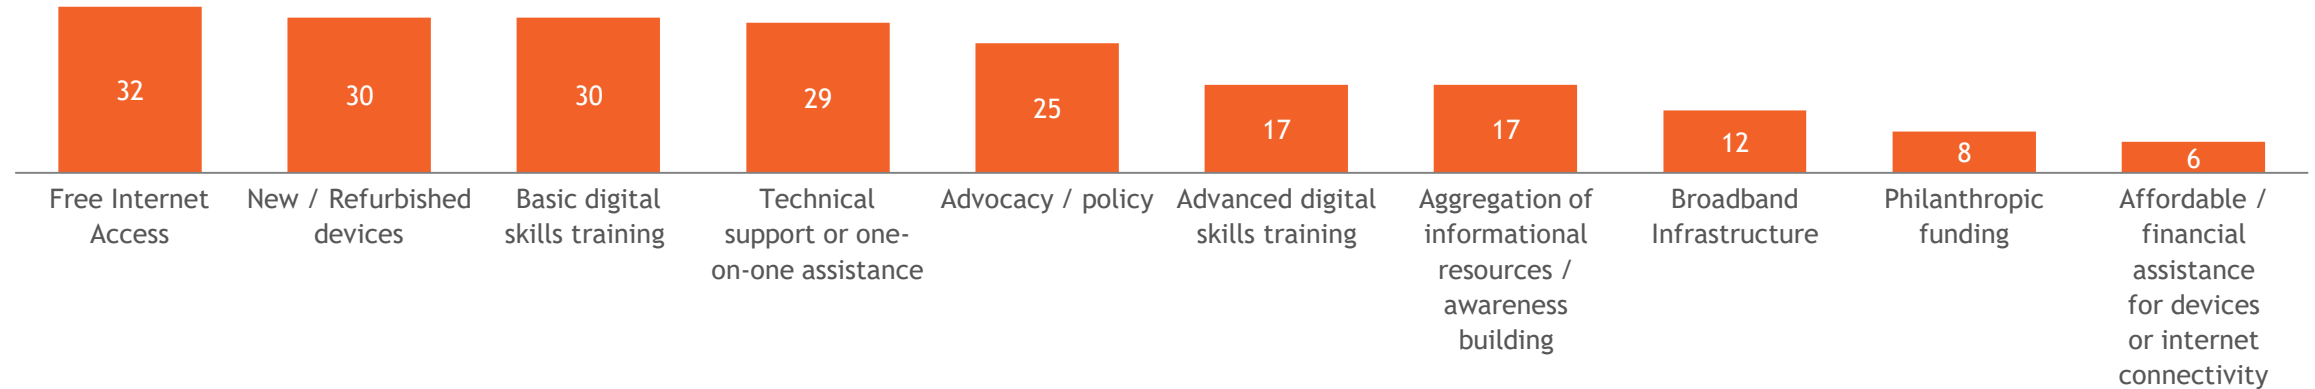 32
30
30
29
25
17
17
12
8
6
Free Internet
Access
New / Refurbished
devices
Basic digital
skills training
Technical
support or one-
on-one assistance
Advocacy / policy
Advanced digital
skills training
Aggregation of
informational
resources /
awareness
building
Broadband
Infrastructure
Philanthropic
funding
Affordable /
financial
assistance
for devices
or internet
connectivity